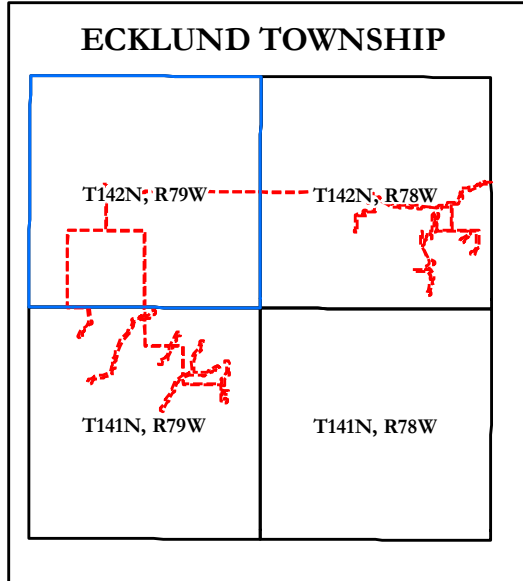 ECKLUND TOWNSHIP
T142N, R79W
T142N, R78W
T141N, R79W
T141N, R78W